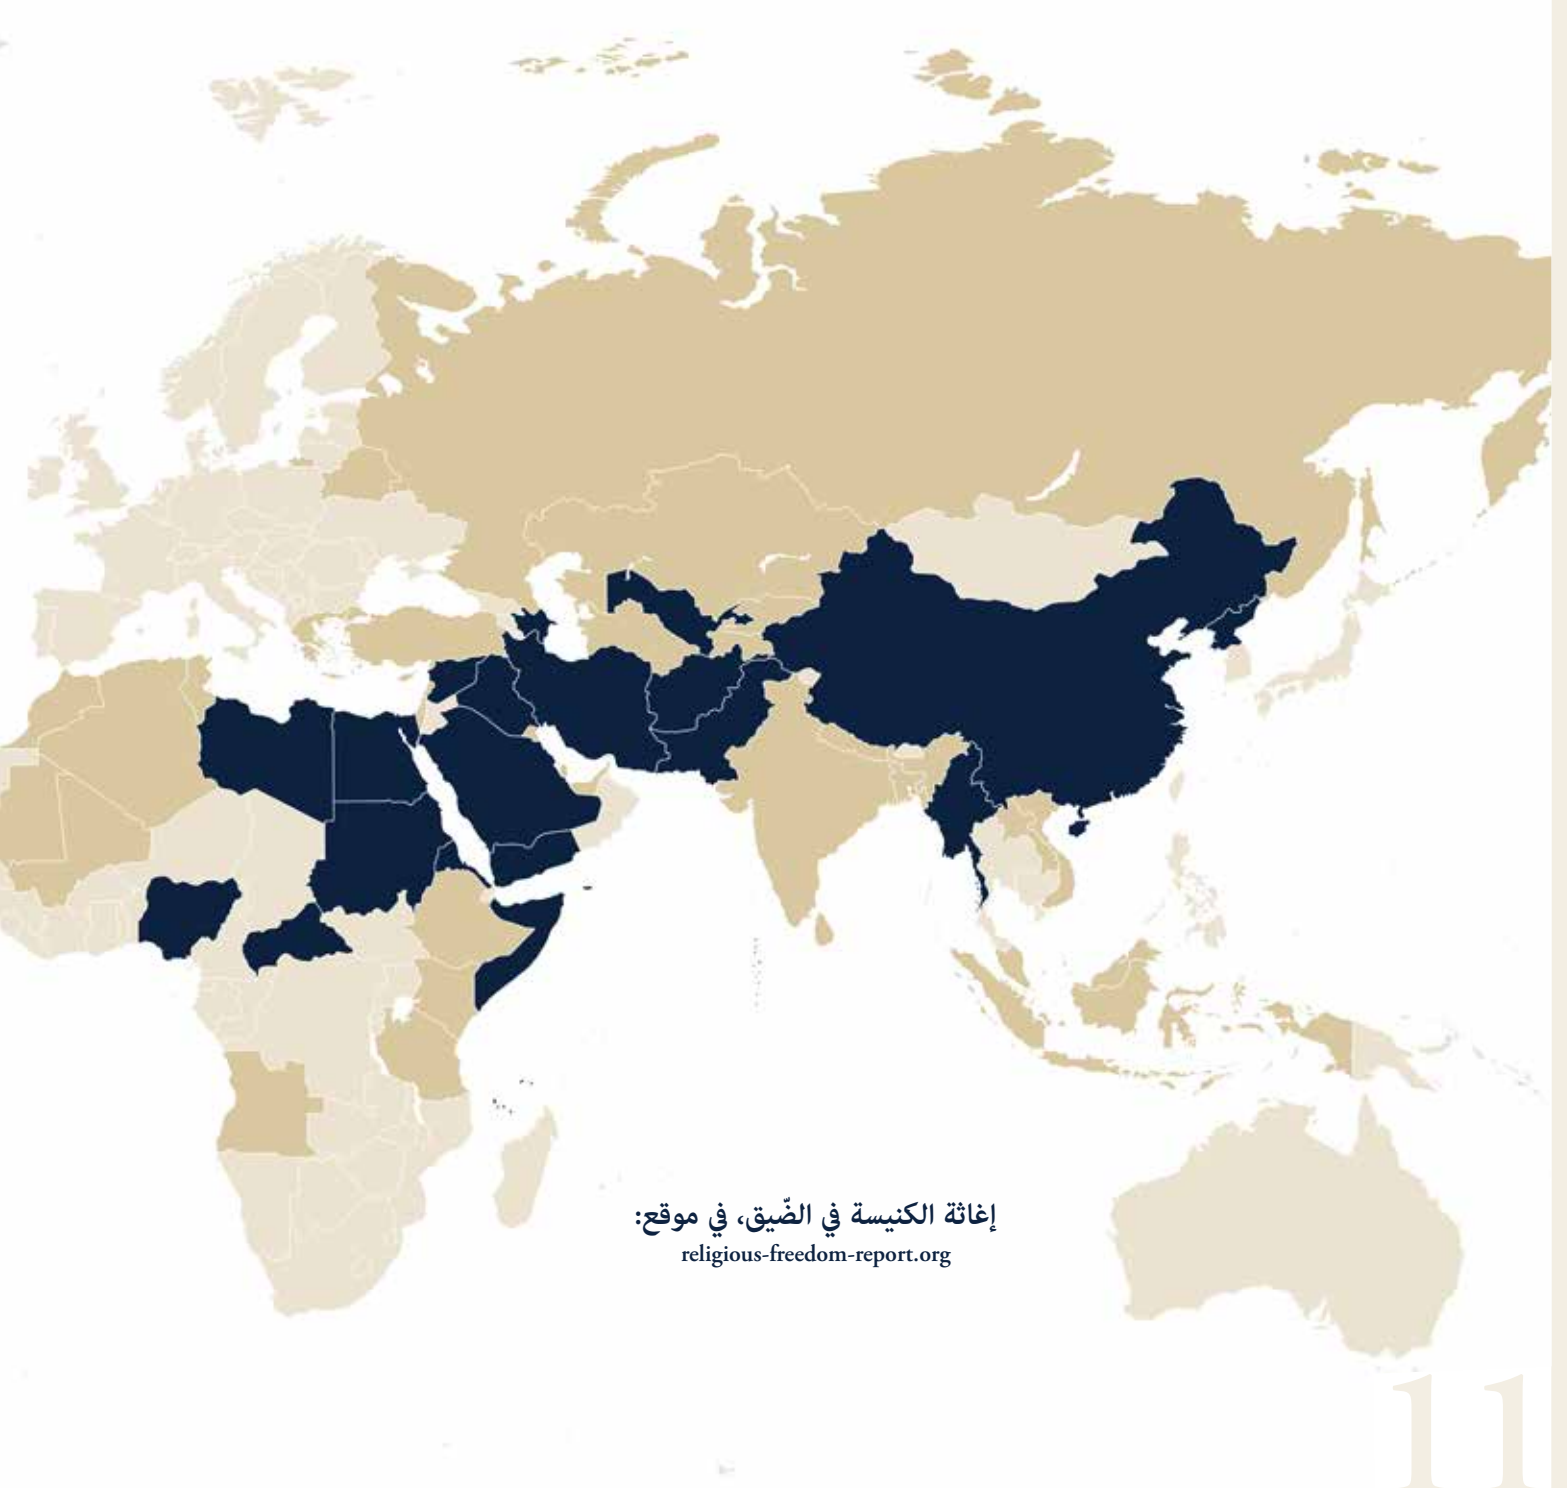 إغاثة الكنيسة في الضّيق، في موقع:
religious-freedom-report.org
11